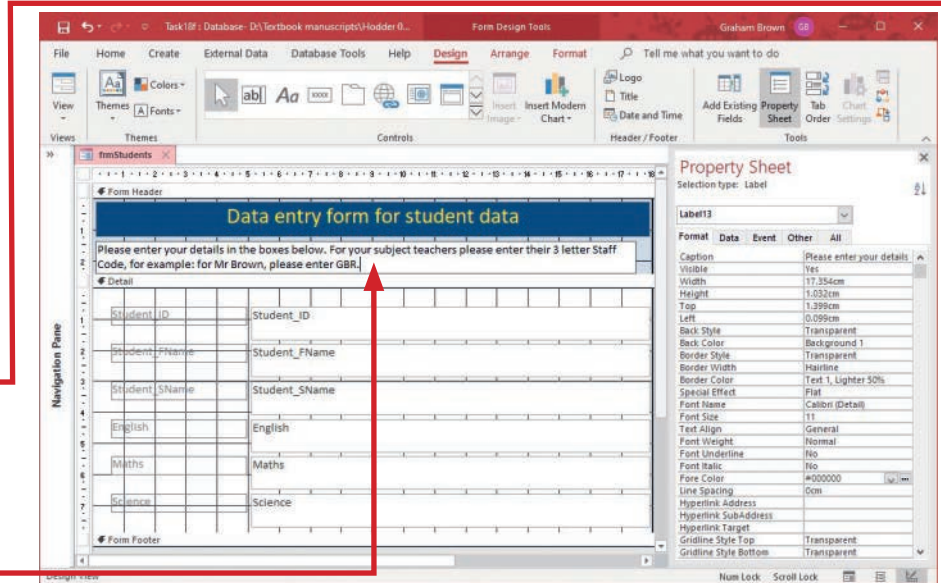 Task18f : Database- D:\Textbook manuscripts\Hodder 0...
Form Design Tools
Graham Brown
GB
File
Home
Create
External Data
Database Tools
Help
Design
Arrange
Format
Tell me what you want to do
View
Views
Aa
Themes
Colors
A Fonts
Themes
ab|
Aa
xxxx
Insert Image
Insert Modern Chart
Controls
Logo
Title
Date and Time
Header / Footer
Add Existing Fields
Property Sheet
Tab Order
Chart Settings
Tools
frmStudents
Form Header
Data entry form for student data
Please enter your details in the boxes below. For your subject teachers please enter their 3 letter Staff
Code, for example: for Mr Brown, please enter GBR.
Detail
Student_ID Student_ID
Student_FName Student_FName
Student_SName Student_SName
English English
Maths Maths
Science Science
Form Footer
Navigation Pane
Property Sheet
Selection type: Label
Label13
Format Data Event Other All
Caption Please enter your details
Visible Yes
Width 17.354cm
Height 1.032cm
Top 1.399cm
Left 0.099cm
Back Style Transparent
Back Color Background 1
Border Style Transparent
Border Width Hairline
Border Color Text 1, Lighter 50%
Special Effect Flat
Font Name Calibri (Detail)
Font Size 11
Text Align General
Font Weight Normal
Font Underline No
Font Italic No
Fore Color #000000
Line Spacing 0cm
Hyperlink Address
Hyperlink SubAddress
Hyperlink Target
Gridline Style Top Transparent
Gridline Style Bottom Transparent
Design View
Num Lock Scroll Lock